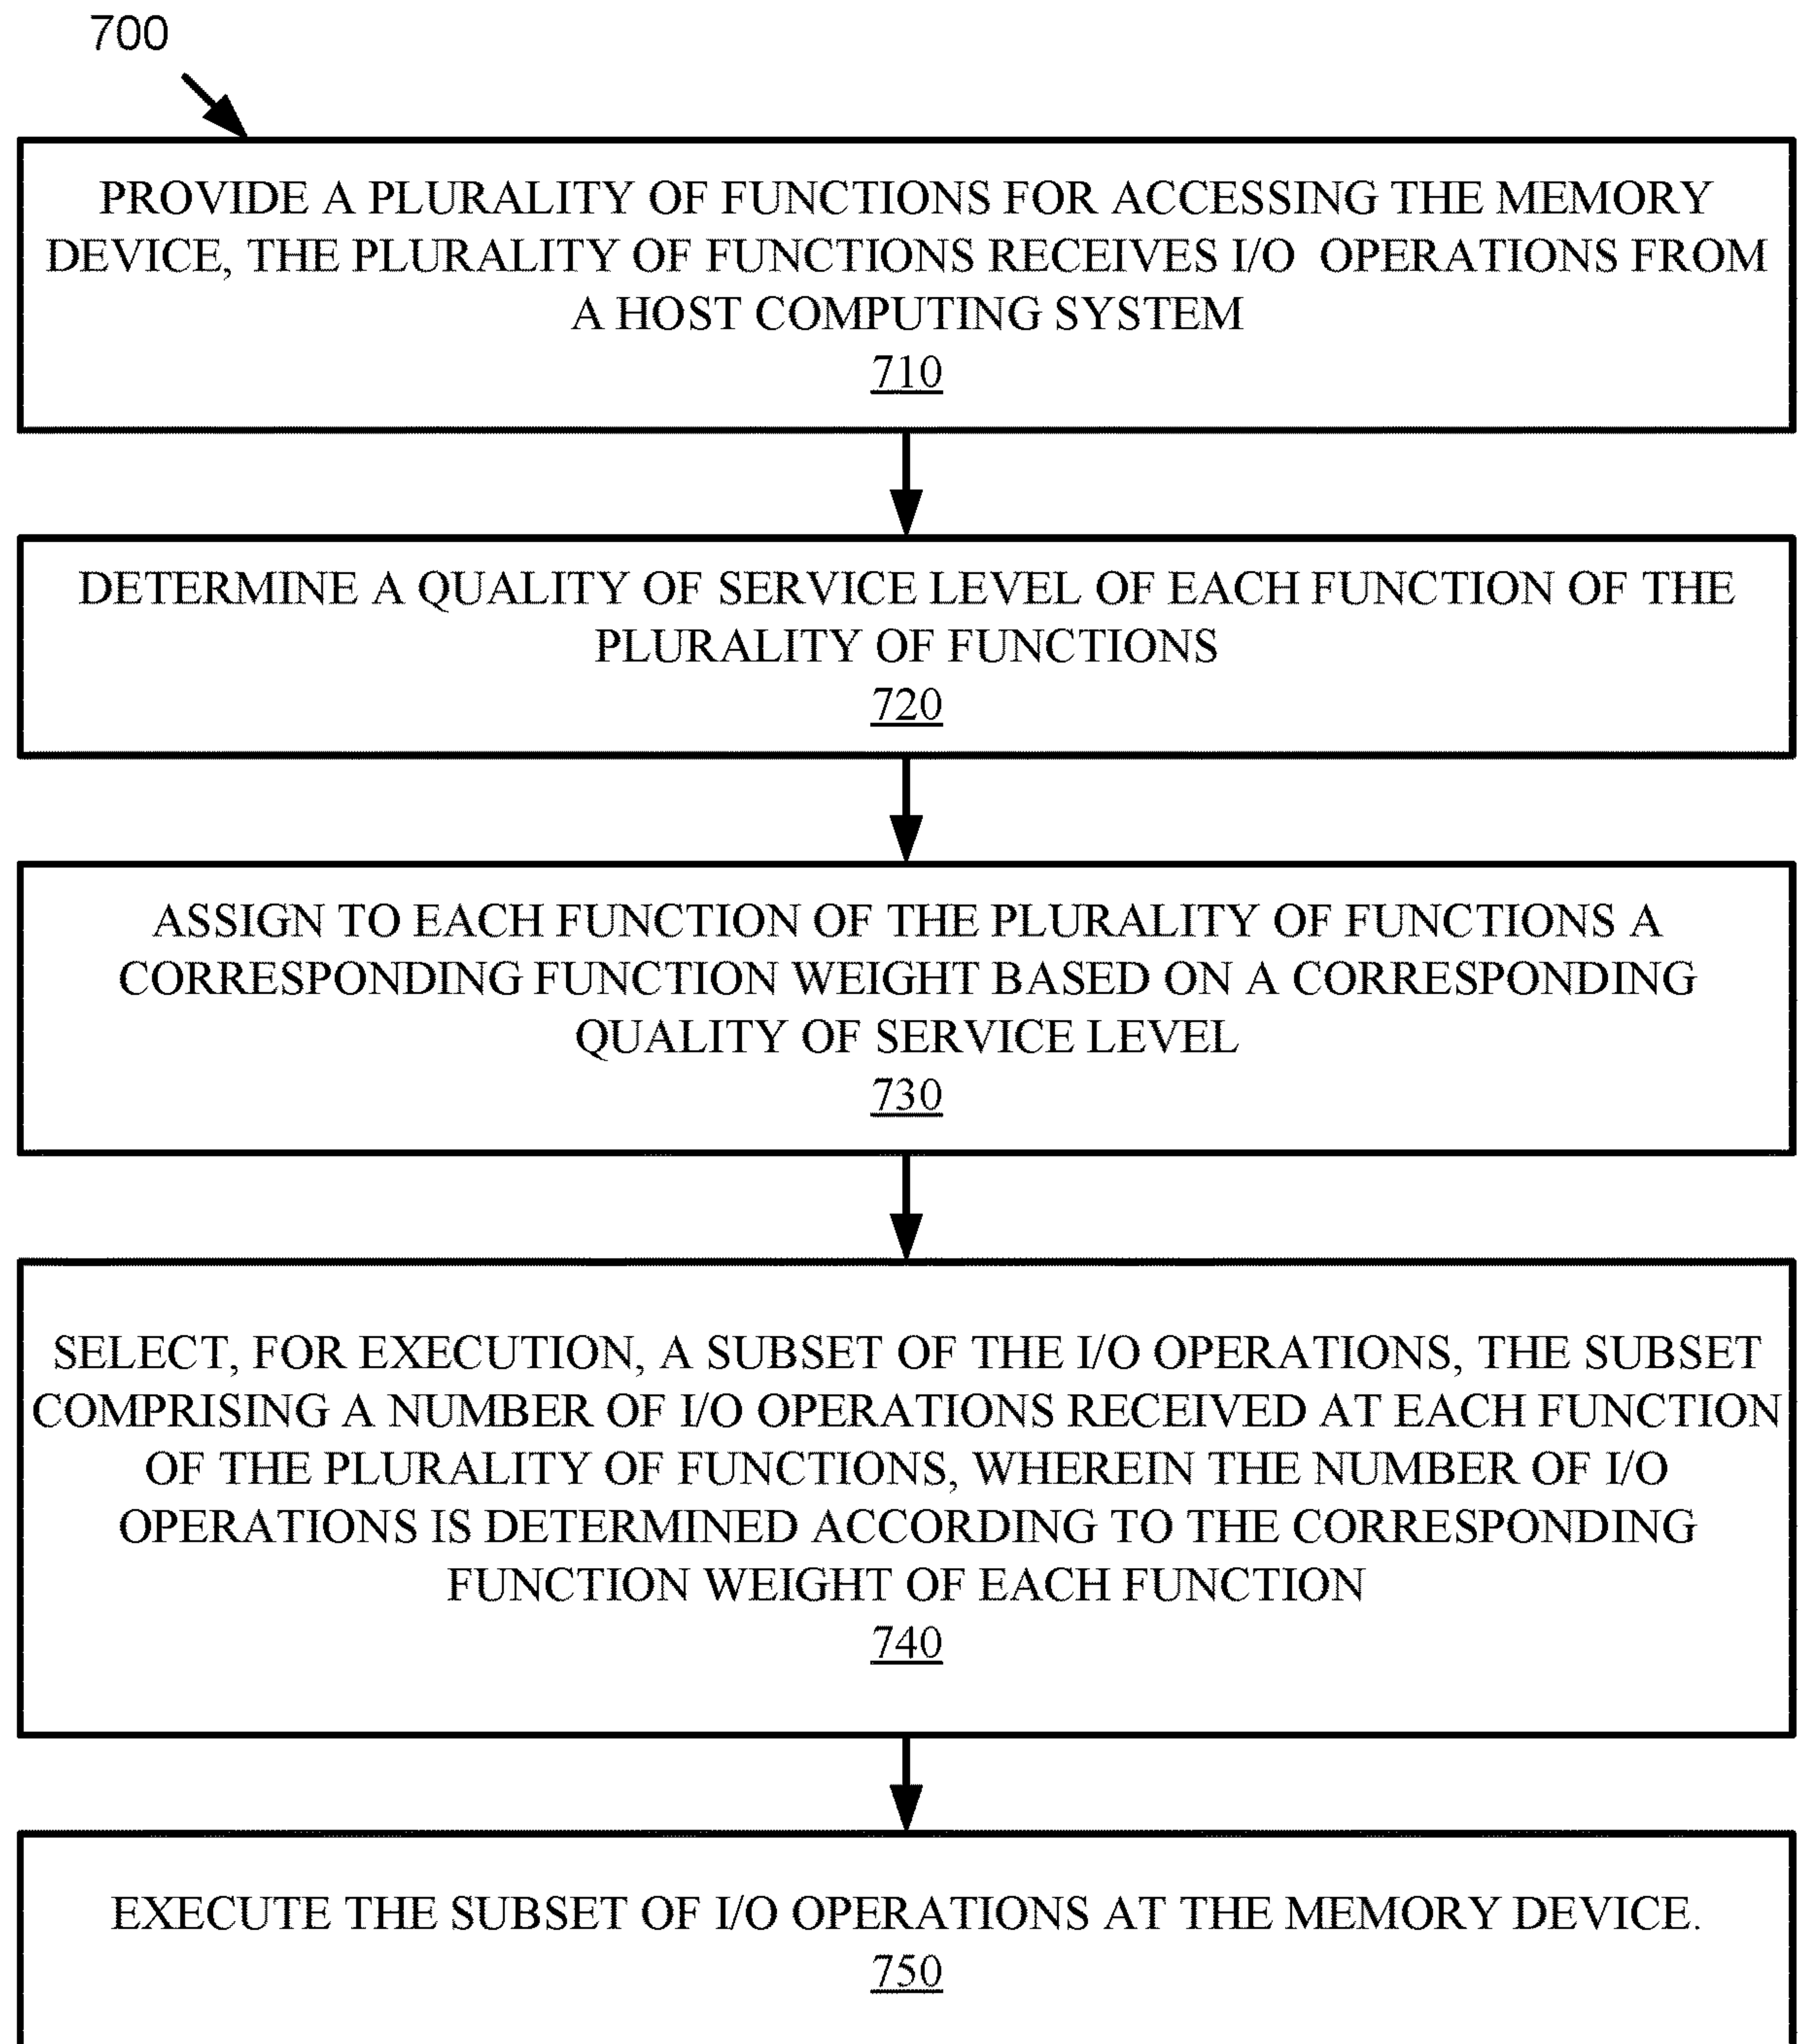 700
PROVIDE A PLURALITY OF FUNCTIONS FOR ACCESSING THE MEMORY
DEVICE, THE PLURALITY OF FUNCTIONS RECEIVES I/O OPERATIONS FROM
A HOST COMPUTING SYSTEM
710
DETERMINE A QUALITY OF SERVICE LEVEL OF EACH FUNCTION OF THE
PLURALITY OF FUNCTIONS
720
ASSIGN TO EACH FUNCTION OF THE PLURALITY OF FUNCTIONS A
CORRESPONDING FUNCTION WEIGHT BASED ON A CORRESPONDING
QUALITY OF SERVICE LEVEL
730
SELECT, FOR EXECUTION, A SUBSET OF THE I/O OPERATIONS, THE SUBSET
COMPRISING A NUMBER OF I/O OPERATIONS RECEIVED AT EACH FUNCTION
OF THE PLURALITY OF FUNCTIONS, WHEREIN THE NUMBER OF I/O
OPERATIONS IS DETERMINED ACCORDING TO THE CORRESPONDING
FUNCTION WEIGHT OF EACH FUNCTION
740
EXECUTE THE SUBSET OF I/O OPERATIONS AT THE MEMORY DEVICE.
750